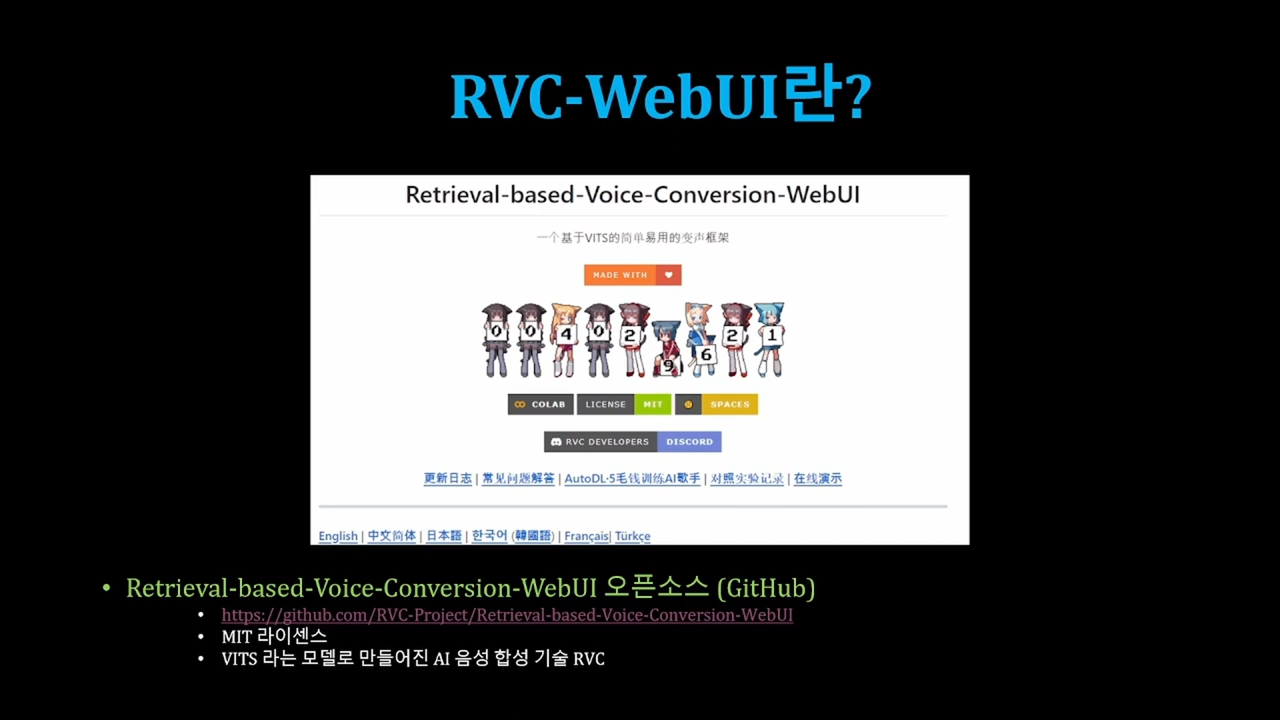 RVC-WebUI란?
Retrieval-based-Voice-Conversion-WebUI
一个基于VITS的简单易用的变声框架
MADE WITH
0 0 4 0 2 9 6 2 1
COLAB LICENSE MIT SPACES
RVC DEVELOPERS DISCORD
更新日志 | 常见问题解答 | AutoDL·5毛钱训练AI歌手 | 对照实验记录 | 在线演示
English | 中文简体 | 日本語 | 한국어 (韓國語) | Français| Türkçe
• Retrieval-based-Voice-Conversion-WebUI 오픈소스 (GitHub)
• https://github.com/RVC-Project/Retrieval-based-Voice-Conversion-WebUI
• MIT 라이센스
• VITS 라는 모델로 만들어진 AI 음성 합성 기술 RVC